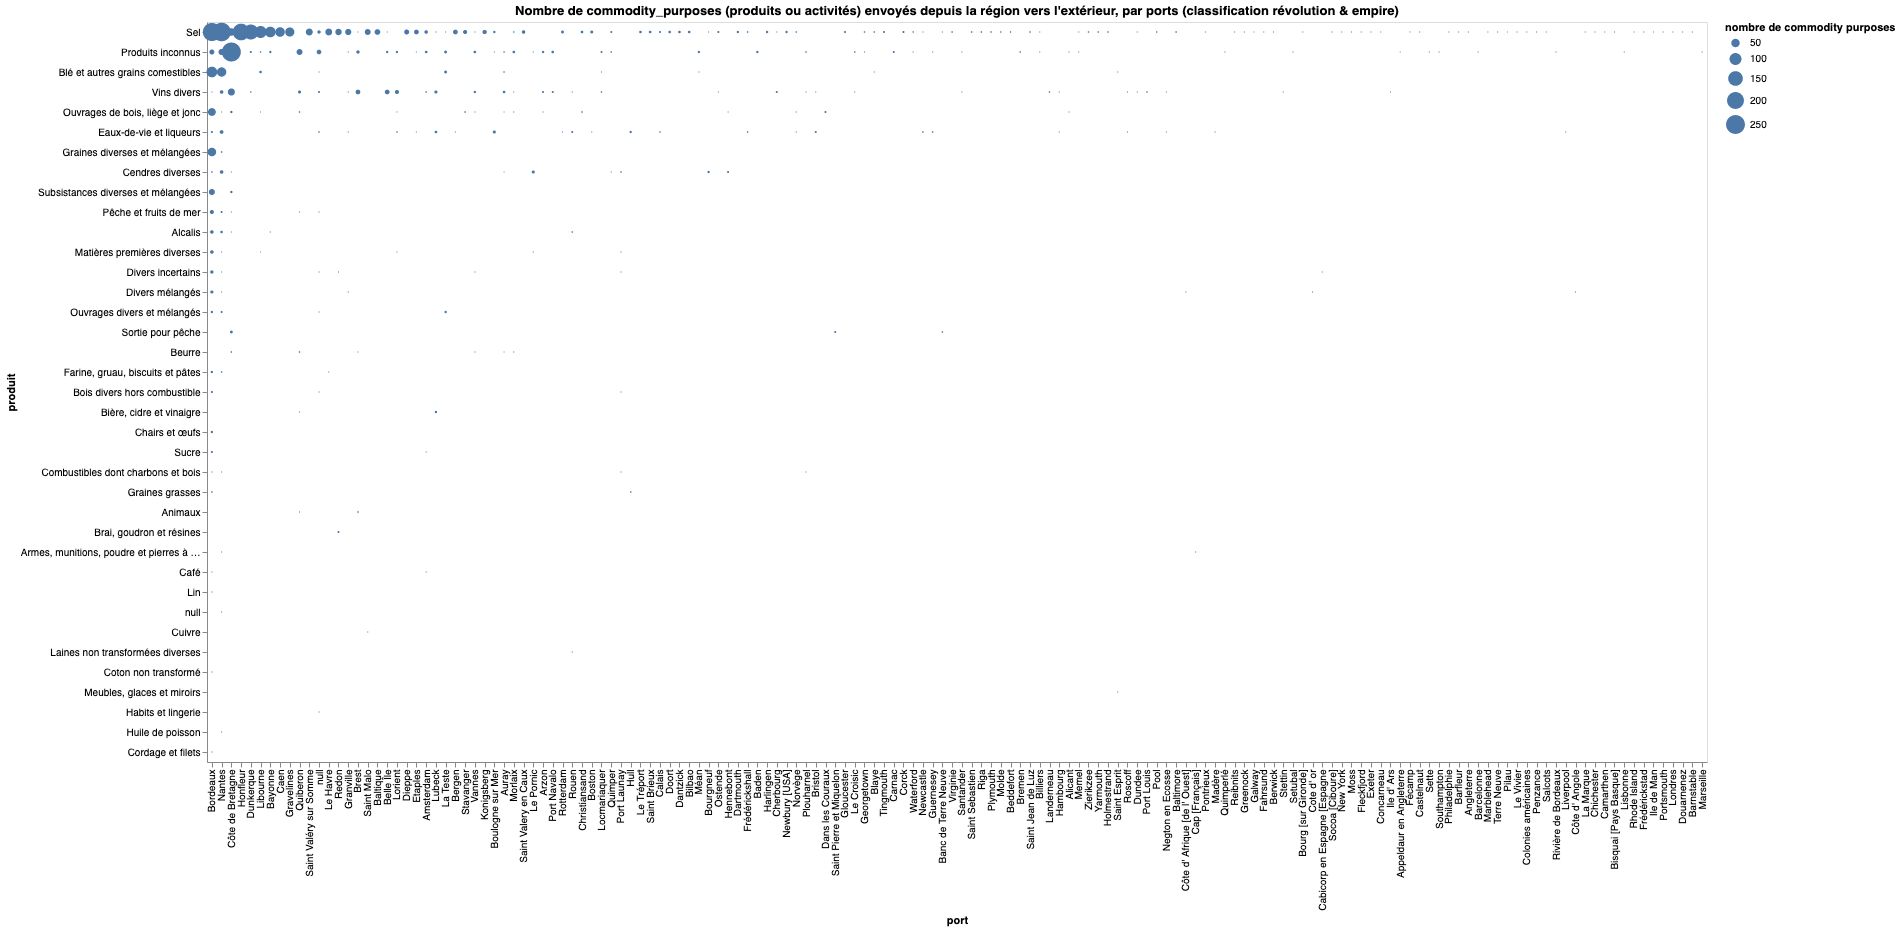 Nombre de commodity_purposes (produits ou activités) envoyés depuis la région vers l'extérieur, par ports (classification révolution & empire)
nombre de commodity purposes
50
100
150
200
250
produit
Sel
Produits inconnus
Blé et autres grains comestibles
Vins divers
Ouvrages de bois, liège et jonc
Eaux-de-vie et liqueurs
Graines diverses et mélangées
Cendres diverses
Subsistances diverses et mélangées
Pêche et fruits de mer
Alcalis
Matières premières diverses
Divers incertains
Divers mélangés
Ouvrages divers et mélangés
Sortie pour pêche
Beurre
Farine, gruau, biscuits et pâtes
Bois divers hors combustible
Bière, cidre et vinaigre
Chairs et œufs
Sucre
Combustibles dont charbons et bois
Graines grasses
Animaux
Brai, goudron et résines
Armes, munitions, poudre et pierres à …
Café
Lin
null
Cuivre
Laines non transformées diverses
Coton non transformé
Meubles, glaces et miroirs
Habits et lingerie
Huile de poisson
Cordage et filets
Bordeaux
Nantes
Côte de Bretagne
Honfleur
Dunkerque
Libourne
Bayonne
Caen
Gravelines
Quiberon
Saint Valéry sur Somme
null
Le Havre
Redon
Granville
Brest
Saint Malo
Baltique
Belle Ile
Lorient
Dieppe
Etaples
Amsterdam
Lubeck
La Teste
Bergen
Stavanger
Vannes
Konigsberg
Boulogne sur Mer
Auray
Morlaix
Saint Valery en Caux
Le Pornic
Arzon
Port Navalo
Rotterdam
Rouen
Christiansand
Boston
Locmariaquer
Quimper
Port Launay
Hull
Le Tréport
Saint Brieux
Calais
Doort
Dantzick
Bilbao
Méan
Bourgneuf
Ostende
Hennebont
Dartmouth
Frédérickshall
Baden
Harlingen
Cherbourg
Newbury [USA]
Norvège
Plouharnel
Bristol
Dans les Couraux
Saint Pierre et Miquelon
Gloucester
Le Croisic
Georgetown
Blaye
Tingmouth
Carnac
Corck
Waterford
Newcastle
Guernesey
Banc de Terre Neuve
Virginie
Santander
Saint Sebastien
Riga
Plymouth
Molde
Beddefort
Bremen
Saint Jean de Luz
Billiers
Landerneau
Hambourg
Alicant
Memel
Zierikzee
Yarmouth
Holmestrand
Saint Esprit
Roscoff
Dundee
Port Louis
Pool
Negton en Ecosse
Baltimore
Côte d' Afrique [de l' Ouest]
Cap [Français]
Pontrieux
Madère
Quimperlé
Rebnits
Greenock
Galway
Fahrsund
Berwick
Stettin
Setubal
Bourg [sur Gironde]
Cote d' or
Cabicorp en Espagne [Espagne
Socoa [Ciboure]
New York
Moss
Fleckfjord
Exeter
Concarneau
Ile d' Ars
Appeldaur en Angleterre
Fécamp
Castelnaut
Sette
Southampton
Philadelphie
Barfleur
Angleterre
Barcelonne
Marblehead
Terre Neuve
Pilau
Le Vivier
Colonies américaines
Penzance
Salcots
Rivière de Bordeaux
Liverpool
Côte d' Angole
La Marque
Chichester
Camarthen
Bisquai [Pays Basque]
Lisbonne
Rhode Island
Frédérickstad
Ile de Man
Portsmouth
Londres
Douarnenez
Barnstable
Marseille
port